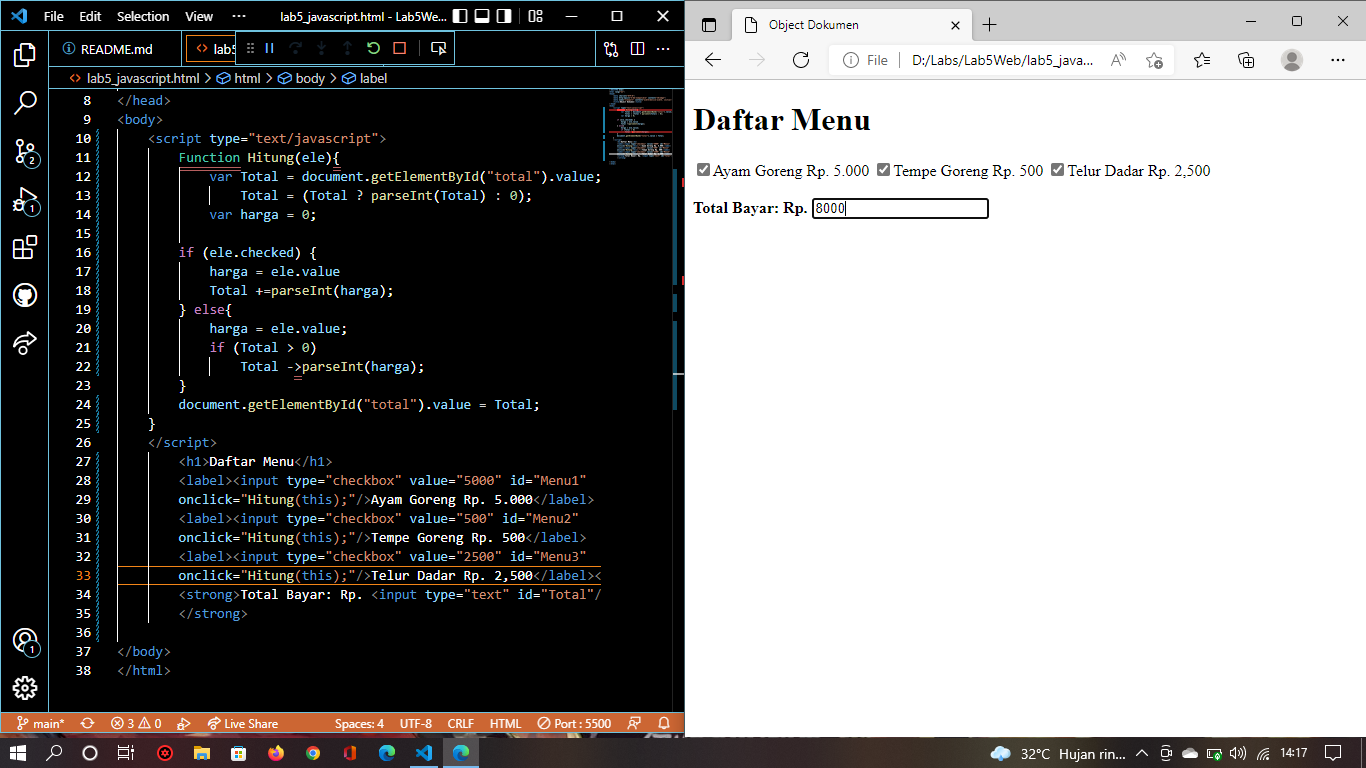 File Edit Selection View ··· lab5_javascript.html - Lab5We...
README.md lab5
lab5_javascript.html > html > body > label
8 </head>
9 <body>
10 <script type="text/javascript">
11 Function Hitung(ele){
12 var Total = document.getElementById("total").value;
13 Total = (Total ? parseInt(Total) : 0);
14 var harga = 0;
15
16 if (ele.checked) {
17 harga = ele.value
18 Total +=parseInt(harga);
19 } else{
20 harga = ele.value;
21 if (Total > 0)
22 Total ->parseInt(harga);
23 }
24 document.getElementById("total").value = Total;
25 }
26 </script>
27 <h1>Daftar Menu</h1>
28 <label><input type="checkbox" value="5000" id="Menu1"
29 onclick="Hitung(this);"/>Ayam Goreng Rp. 5.000</label>
30 <label><input type="checkbox" value="500" id="Menu2"
31 onclick="Hitung(this);"/>Tempe Goreng Rp. 500</label>
32 <label><input type="checkbox" value="2500" id="Menu3"
33 onclick="Hitung(this);"/>Telur Dadar Rp. 2,500</label><
34 <strong>Total Bayar: Rp. <input type="text" id="Total"/
35 </strong>
36
37 </body>
38 </html>
2
1
1
main* 3 0 Live Share Spaces: 4 UTF-8 CRLF HTML Port : 5500
Object Dokumen
File D:/Labs/Lab5Web/lab5_java...
Daftar Menu
Ayam Goreng Rp. 5.000 Tempe Goreng Rp. 500 Telur Dadar Rp. 2,500
Total Bayar: Rp. 8000
32°C Hujan rin... 14:17